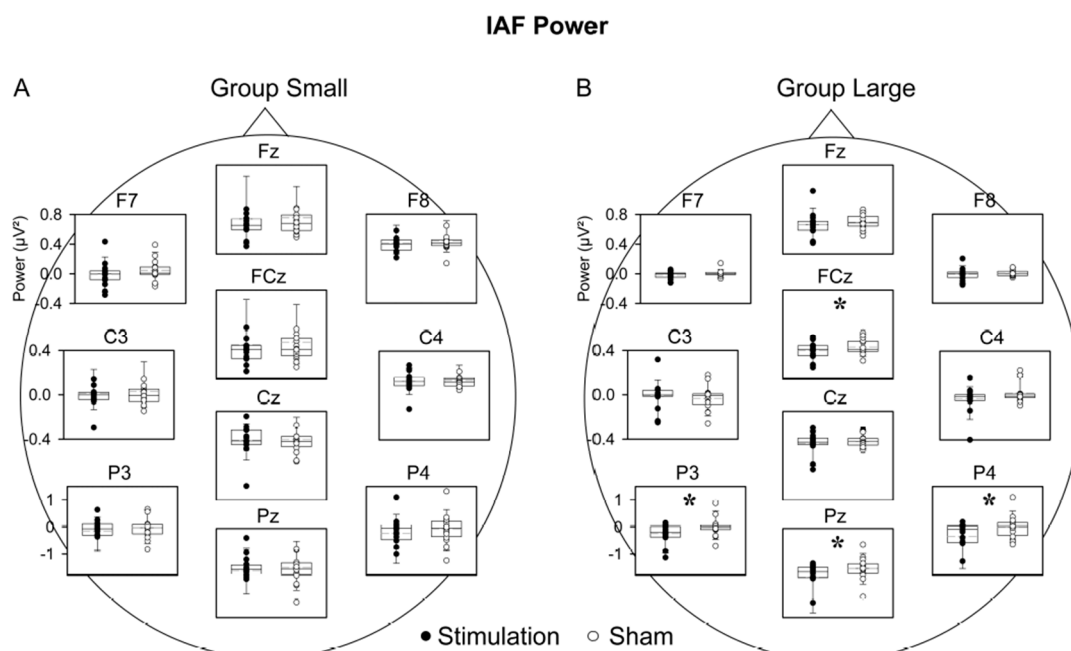 IAF Power
A
Group Small
Fz
F7
F8
0.8
0.4
0.0
-0.4
Power (µV²)
FCz
C3
C4
0.4
0.0
-0.4
Cz
P3
P4
1
0
-1
Pz
B
Group Large
Fz
F7
F8
0.8
0.4
0.0
-0.4
Power (µV²)
FCz
*
C3
C4
0.4
0.0
-0.4
Cz
P3
P4
*
*
1
0
-1
Pz
*
● Stimulation ○ Sham